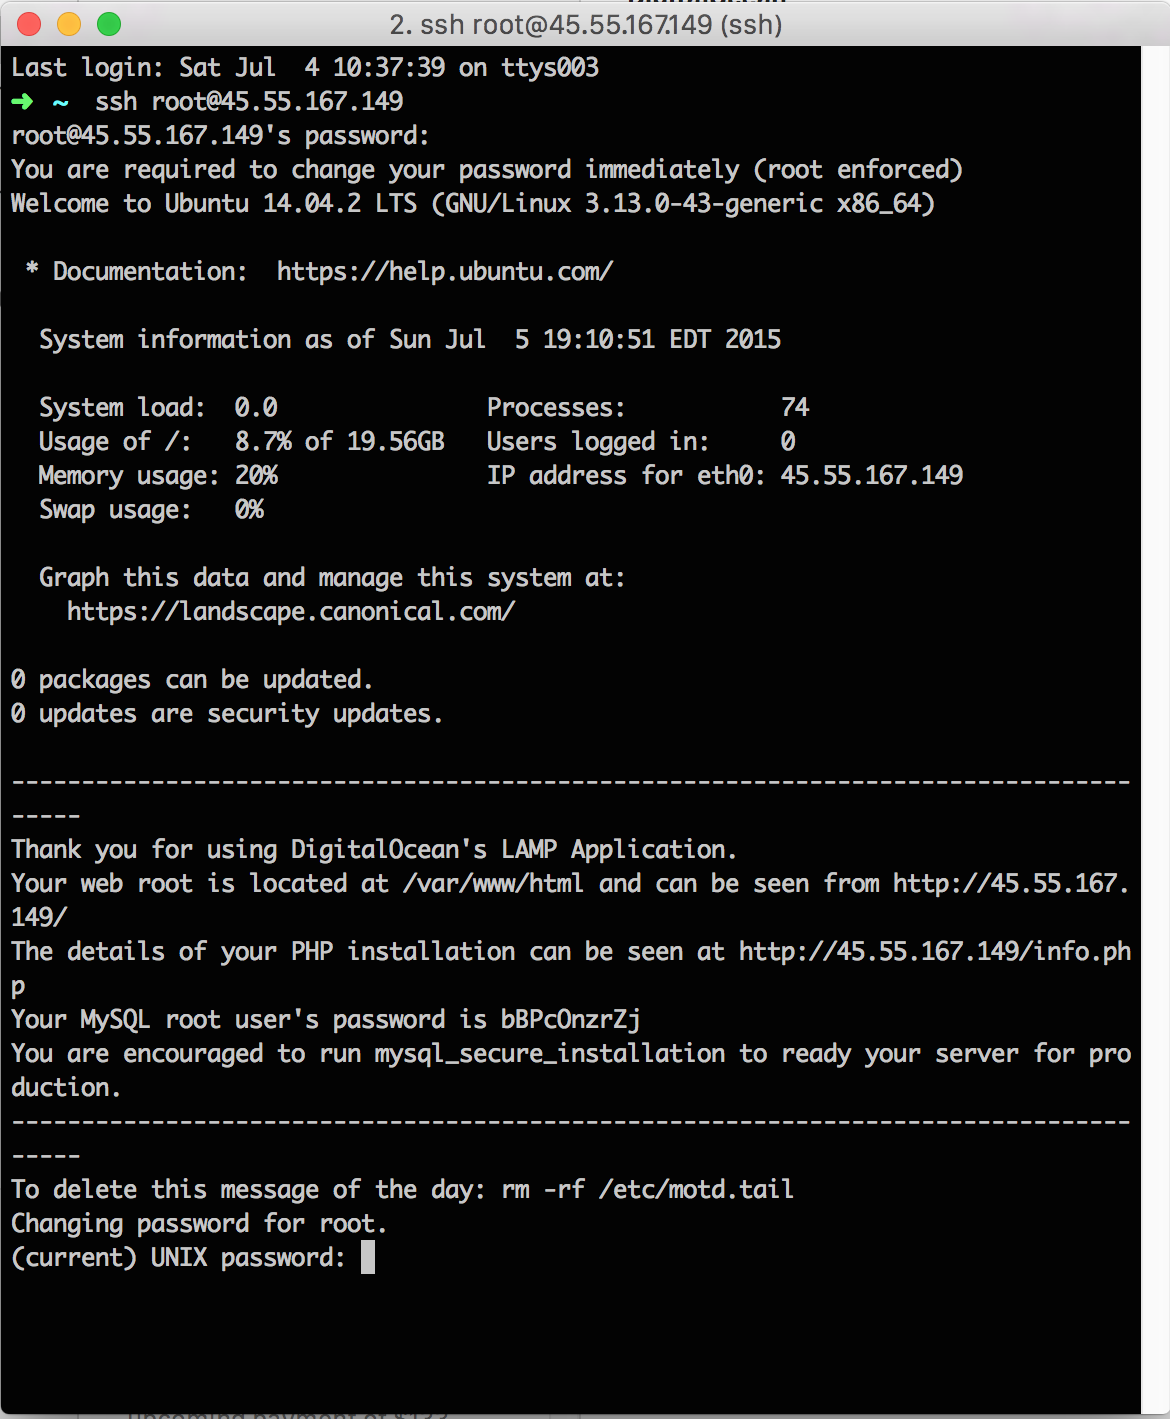 2. ssh root@45.55.167.149 (ssh)
Last login: Sat Jul  4 10:37:39 on ttys003
➜  ~  ssh root@45.55.167.149
root@45.55.167.149's password:
You are required to change your password immediately (root enforced)
Welcome to Ubuntu 14.04.2 LTS (GNU/Linux 3.13.0-43-generic x86_64)
* Documentation:  https://help.ubuntu.com/
System information as of Sun Jul  5 19:10:51 EDT 2015
System load:  0.0               Processes:           74
Usage of /:   8.7% of 19.56GB   Users logged in:     0
Memory usage: 20%               IP address for eth0: 45.55.167.149
Swap usage:   0%
Graph this data and manage this system at:
https://landscape.canonical.com/
0 packages can be updated.
0 updates are security updates.
--------------------------------------------------------------------------------
-----
Thank you for using DigitalOcean's LAMP Application.
Your web root is located at /var/www/html and can be seen from http://45.55.167.
149/
The details of your PHP installation can be seen at http://45.55.167.149/info.ph
p
Your MySQL root user's password is bBPcOnzrZj
You are encouraged to run mysql_secure_installation to ready your server for pro
duction.
--------------------------------------------------------------------------------
-----
To delete this message of the day: rm -rf /etc/motd.tail
Changing password for root.
(current) UNIX password: